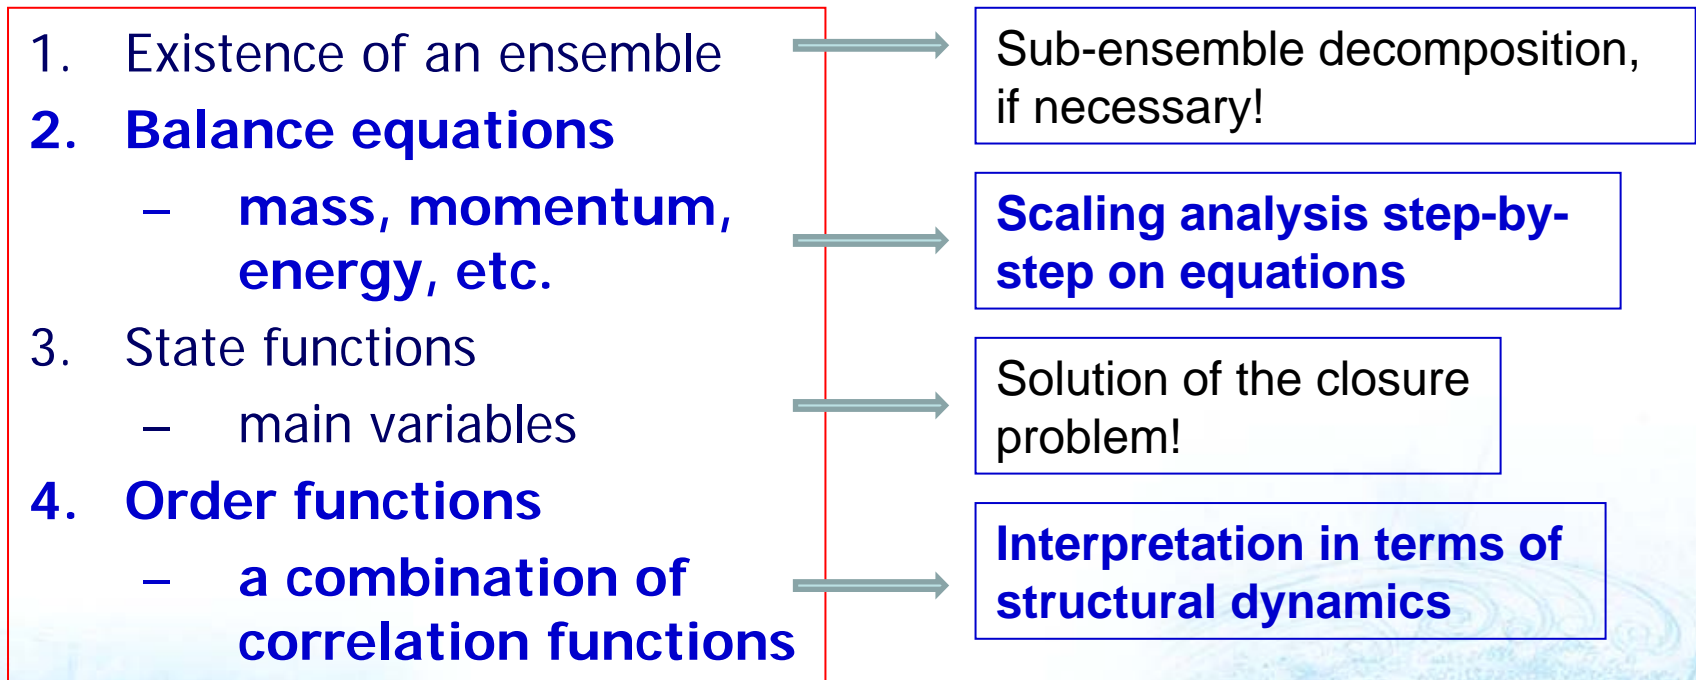 1. Existence of an ensemble
2. Balance equations
– mass, momentum,
energy, etc.
3. State functions
– main variables
4. Order functions
– a combination of
correlation functions
Sub-ensemble decomposition,
if necessary!
Scaling analysis step-by-
step on equations
Solution of the closure
problem!
Interpretation in terms of
structural dynamics